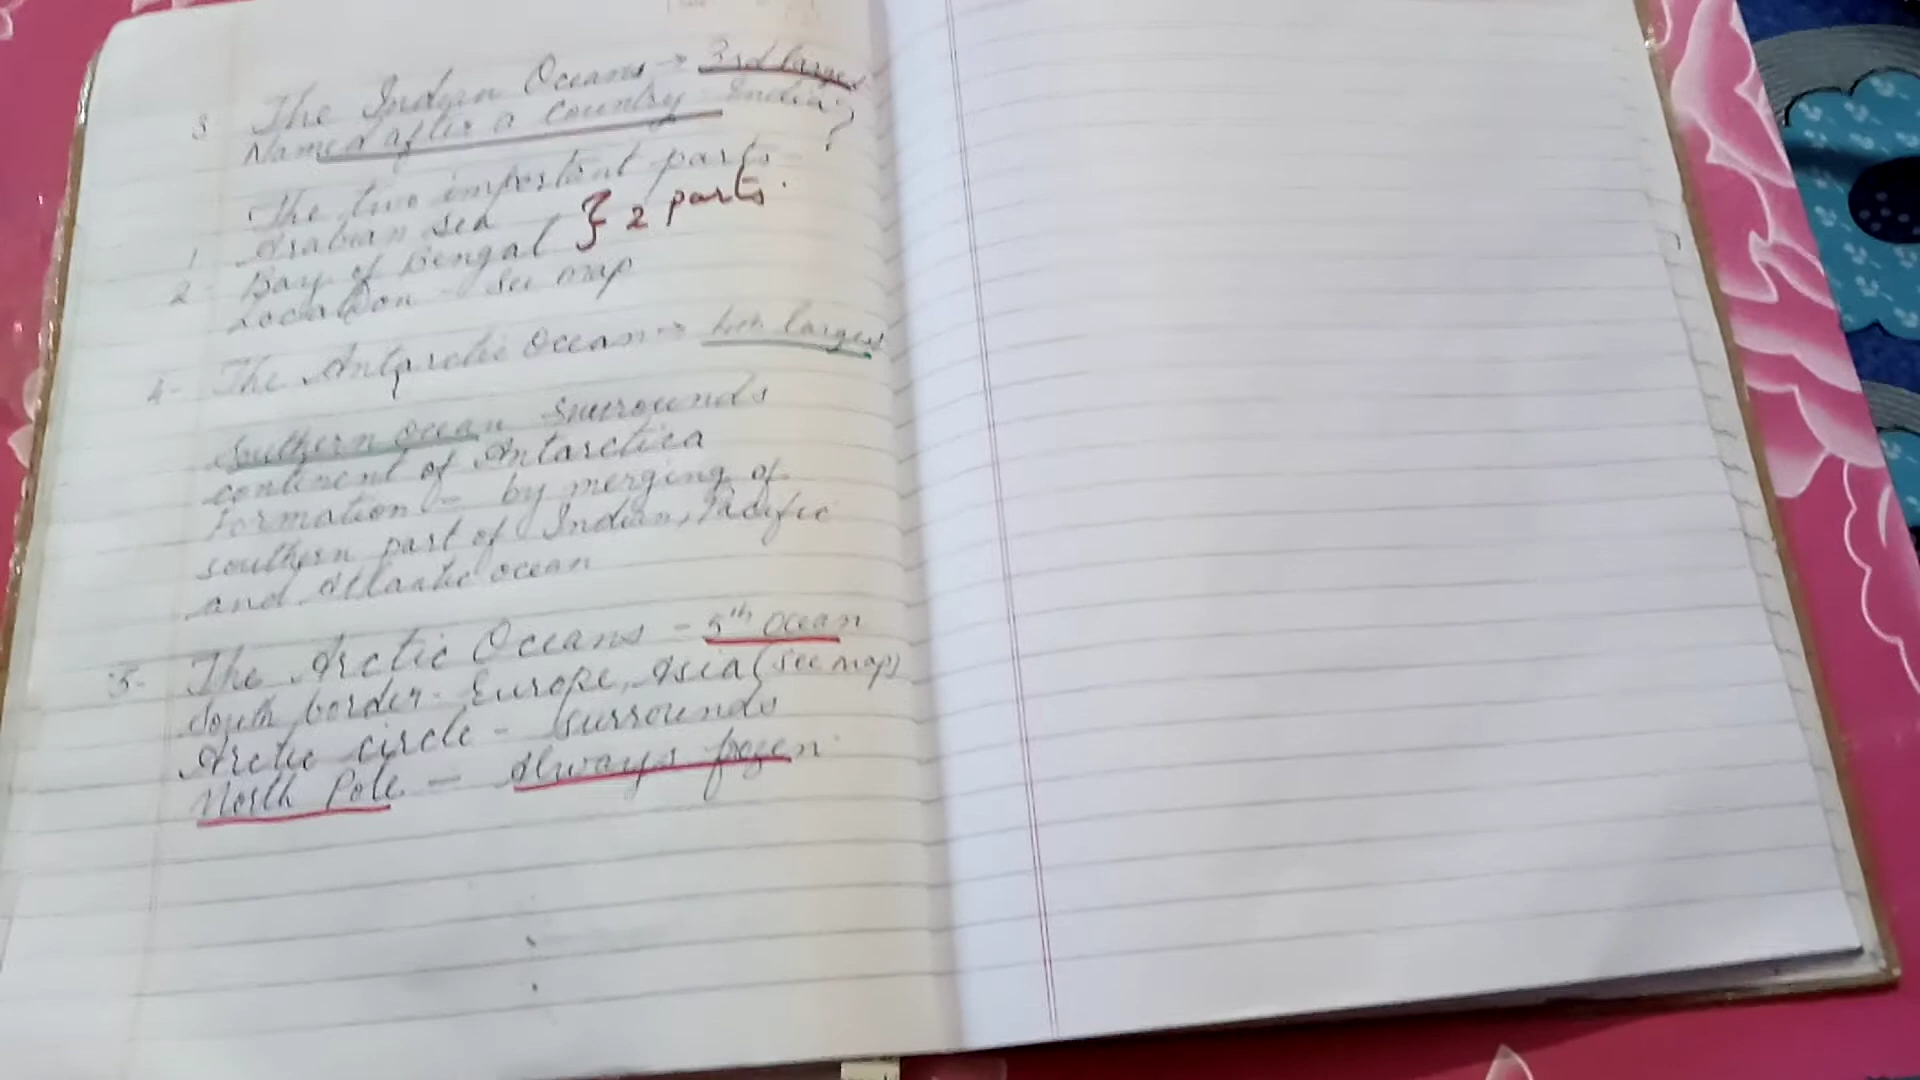 3 The Indian Oceans → 3rd larges
Named after a country - India ?
The two important parts
1 Arabian sea } 2 parts.
2- Bay of Bengal
Location - See map
4- The Antarctic Ocean → largest
Southern ocean surrounds
continent of Antarctica
Formation - by merging of
southern part of Indian, Pacific
and Atlantic ocean
5- The Arctic Oceans - 5th ocean
South border - Europe, Asia (see map)
Arctic circle - surrounds
North Pole - always frozen